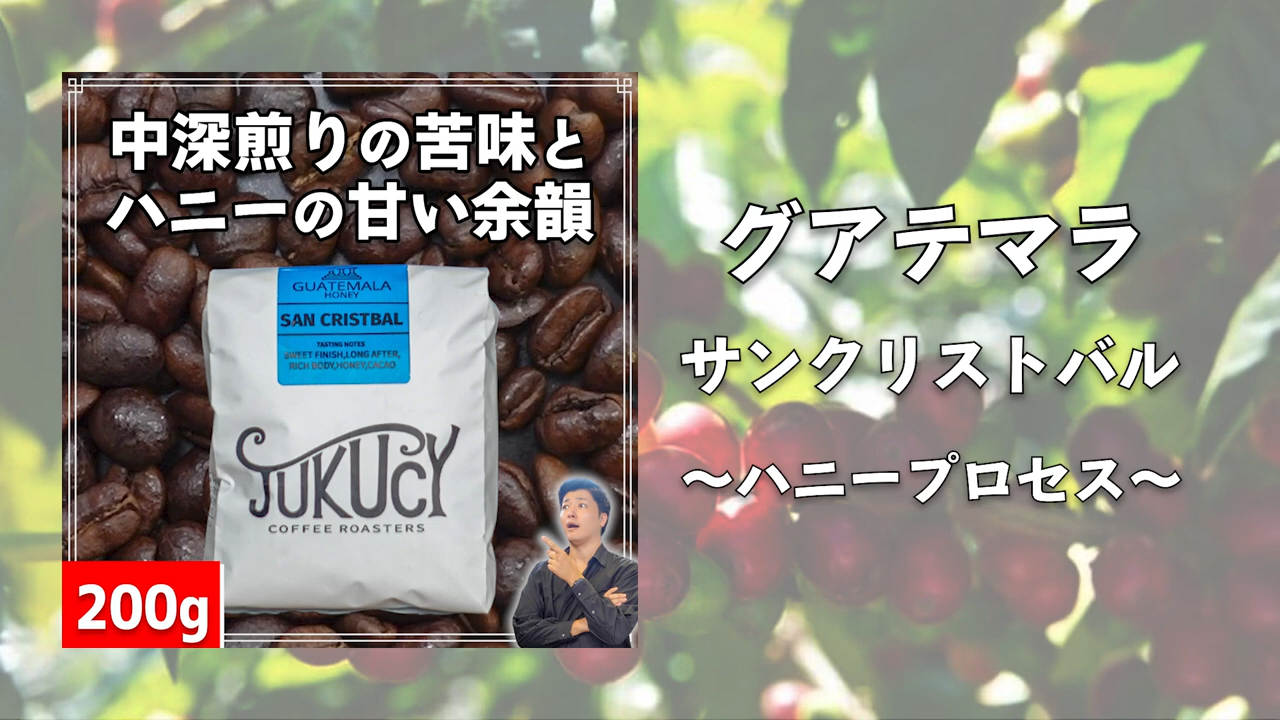 中深煎りの苦味と
ハニーの甘い余韻
GUATEMALA
HONEY
SAN CRISTBAL
TASTING NOTES
SWEET FINISH,LONG AFTER,
RICH BODY,HONEY,CACAO
JUKUCY
COFFEE ROASTERS
200g
グアテマラ
サンクリストバル
〜ハニープロセス〜